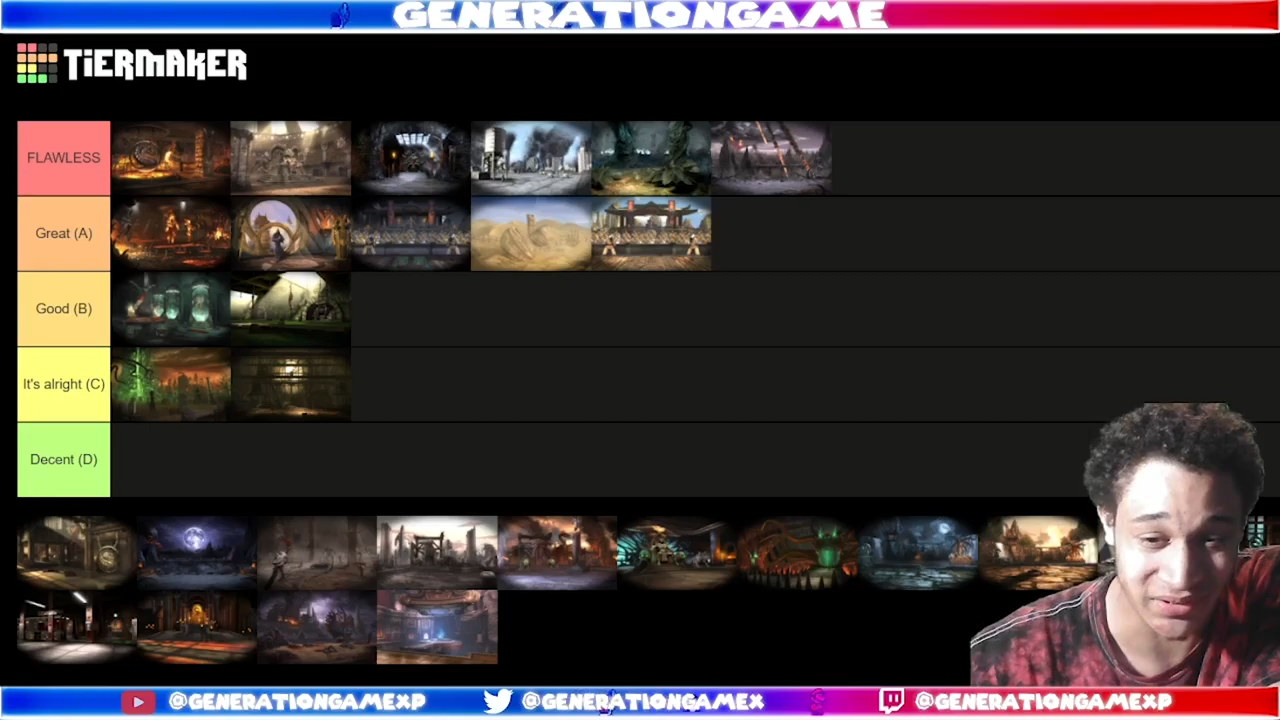 GENERATIONGAME
TiERMAKER
FLAWLESS
Great (A)
Good (B)
It's alright (C)
Decent (D)
@GENERATIONGAMEXP
@GENERATIONGAMEX
@GENERATIONGAMEXP